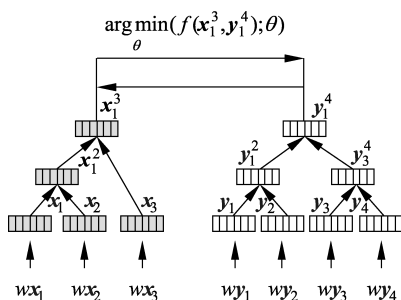 arg min(f(x₁³, y₁⁴); θ)
θ
x₁³ y₁⁴
x₁² y₁² y₃⁴
x₁ x₂ x₃ y₁ y₂ y₃ y₄
wx₁ wx₂ wx₃ wy₁ wy₂ wy₃ wy₄